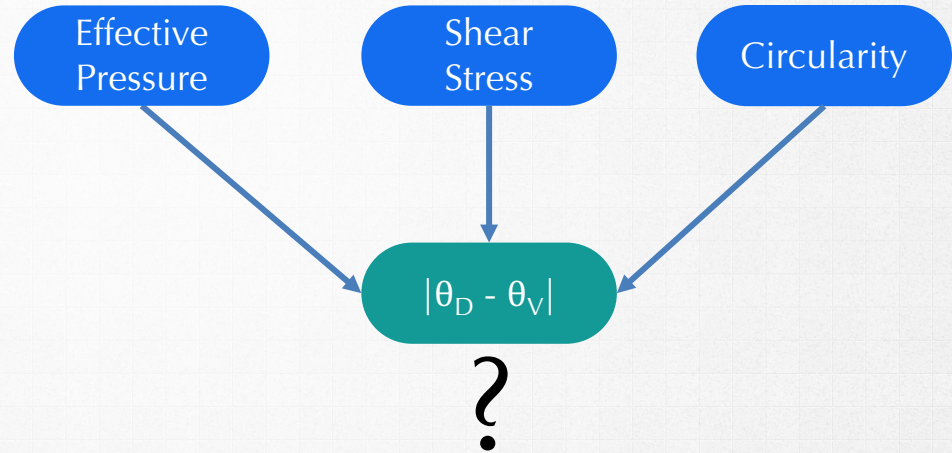 Effective
Pressure
Shear
Stress
Circularity
|θD - θV|
?